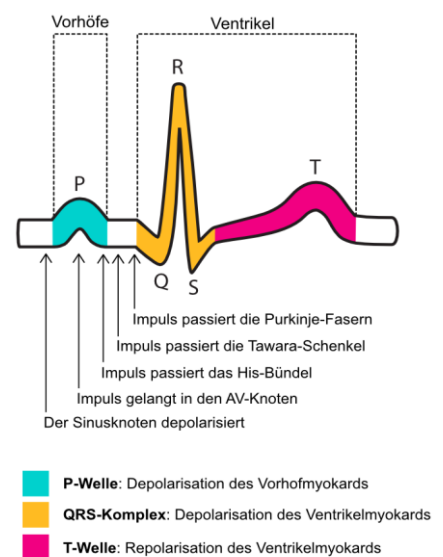 Vorhöfe
Ventrikel
R
P
T
Q
S
Impuls passiert die Purkinje-Fasern
Impuls passiert die Tawara-Schenkel
Impuls passiert das His-Bündel
Impuls gelangt in den AV-Knoten
Der Sinusknoten depolarisiert
P-Welle: Depolarisation des Vorhofmyokards
QRS-Komplex: Depolarisation des Ventrikelmyokards
T-Welle: Repolarisation des Ventrikelmyokards